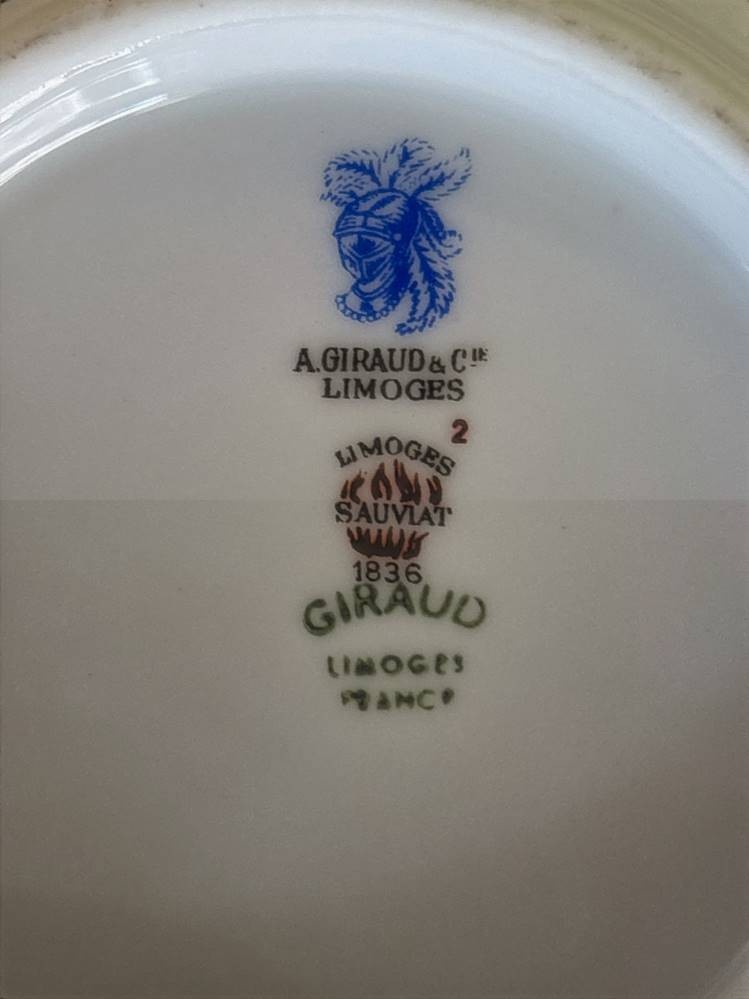 A.GIRAUD & CIE
LIMOGES
2
LIMOGES
SAUVIAT
1836
GIRAUD
LIMOGES
FRANCE